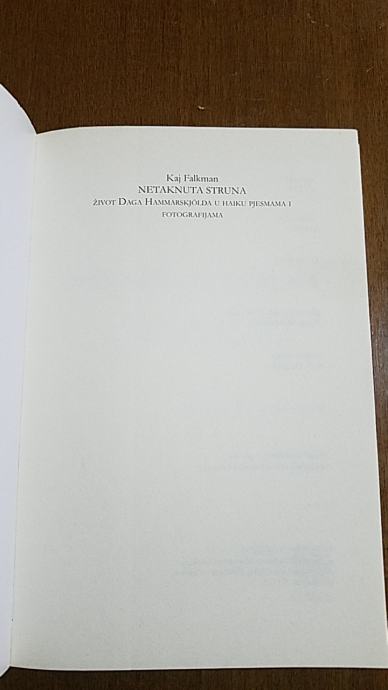 Kaj Falkman
NETAKNUTA STRUNA
ŽIVOT DAGA HAMMARSKJÖLDA U HAIKU PJESMAMA I
FOTOGRAFIJAMA